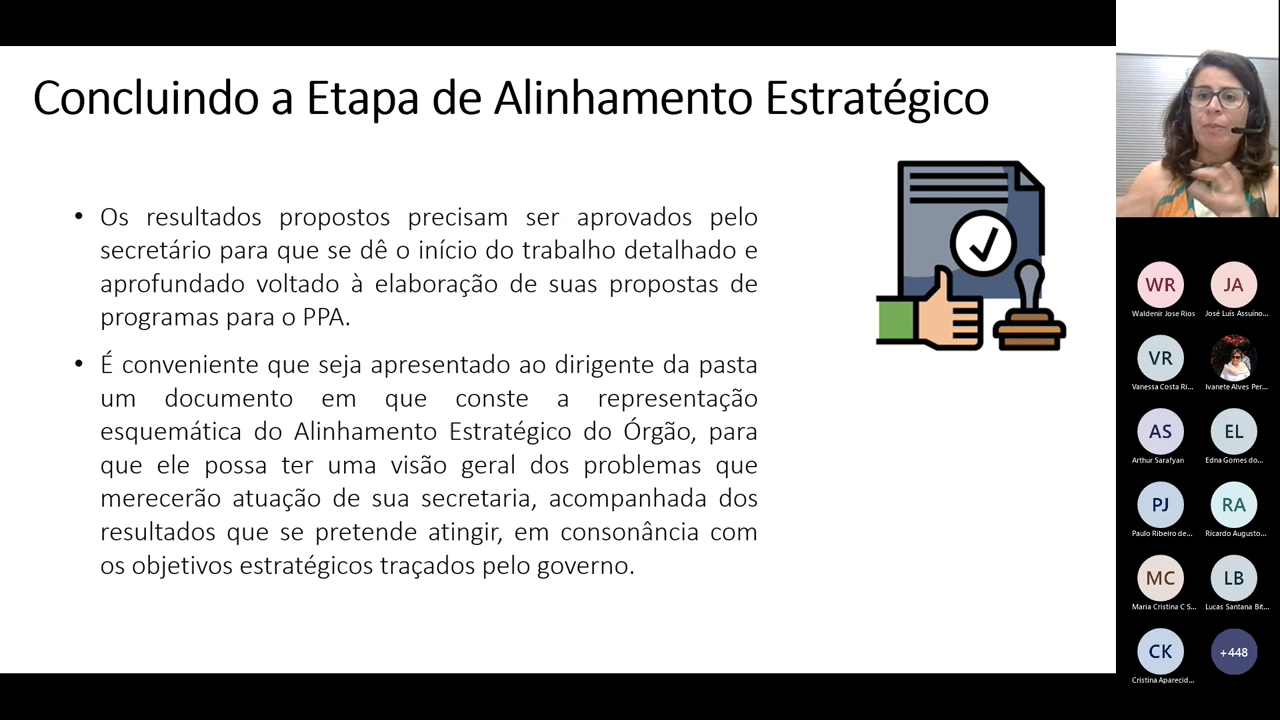 Concluindo a Etapa de Alinhamento Estratégico
• Os resultados propostos precisam ser aprovados pelo
secretário para que se dê o início do trabalho detalhado e
aprofundado voltado à elaboração de suas propostas de
programas para o PPA.
• É conveniente que seja apresentado ao dirigente da pasta
um documento em que conste a representação
esquemática do Alinhamento Estratégico do Órgão, para
que ele possa ter uma visão geral dos problemas que
merecerão atuação de sua secretaria, acompanhada dos
resultados que se pretende atingir, em consonância com
os objetivos estratégicos traçados pelo governo.
WR
JA
Waldenir Jose Rios
José Luís Assuino...
VR
Vanessa Costa Ri...
Ivanete Alves Per...
AS
EL
Arthur Sarafyan
Edna Gomes do...
PJ
RA
Paulo Ribeiro de...
Ricardo Augusto...
MC
LB
Maria Cristina C S...
Lucas Santana Bit...
CK
+448
Cristina Aparecid...